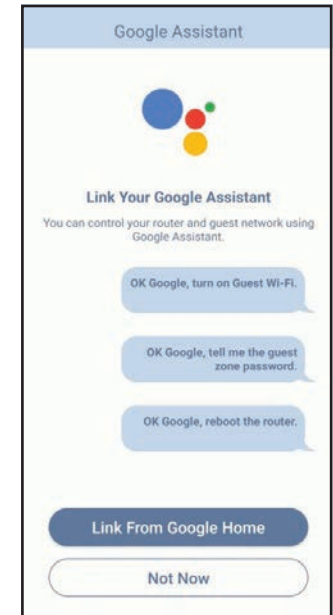 Google Assistant
Link Your Google Assistant
You can control your router and guest network using
Google Assistant.
OK Google, turn on Guest Wi-Fi.
OK Google, tell me the guest
zone password.
OK Google, reboot the router.
Link From Google Home
Not Now